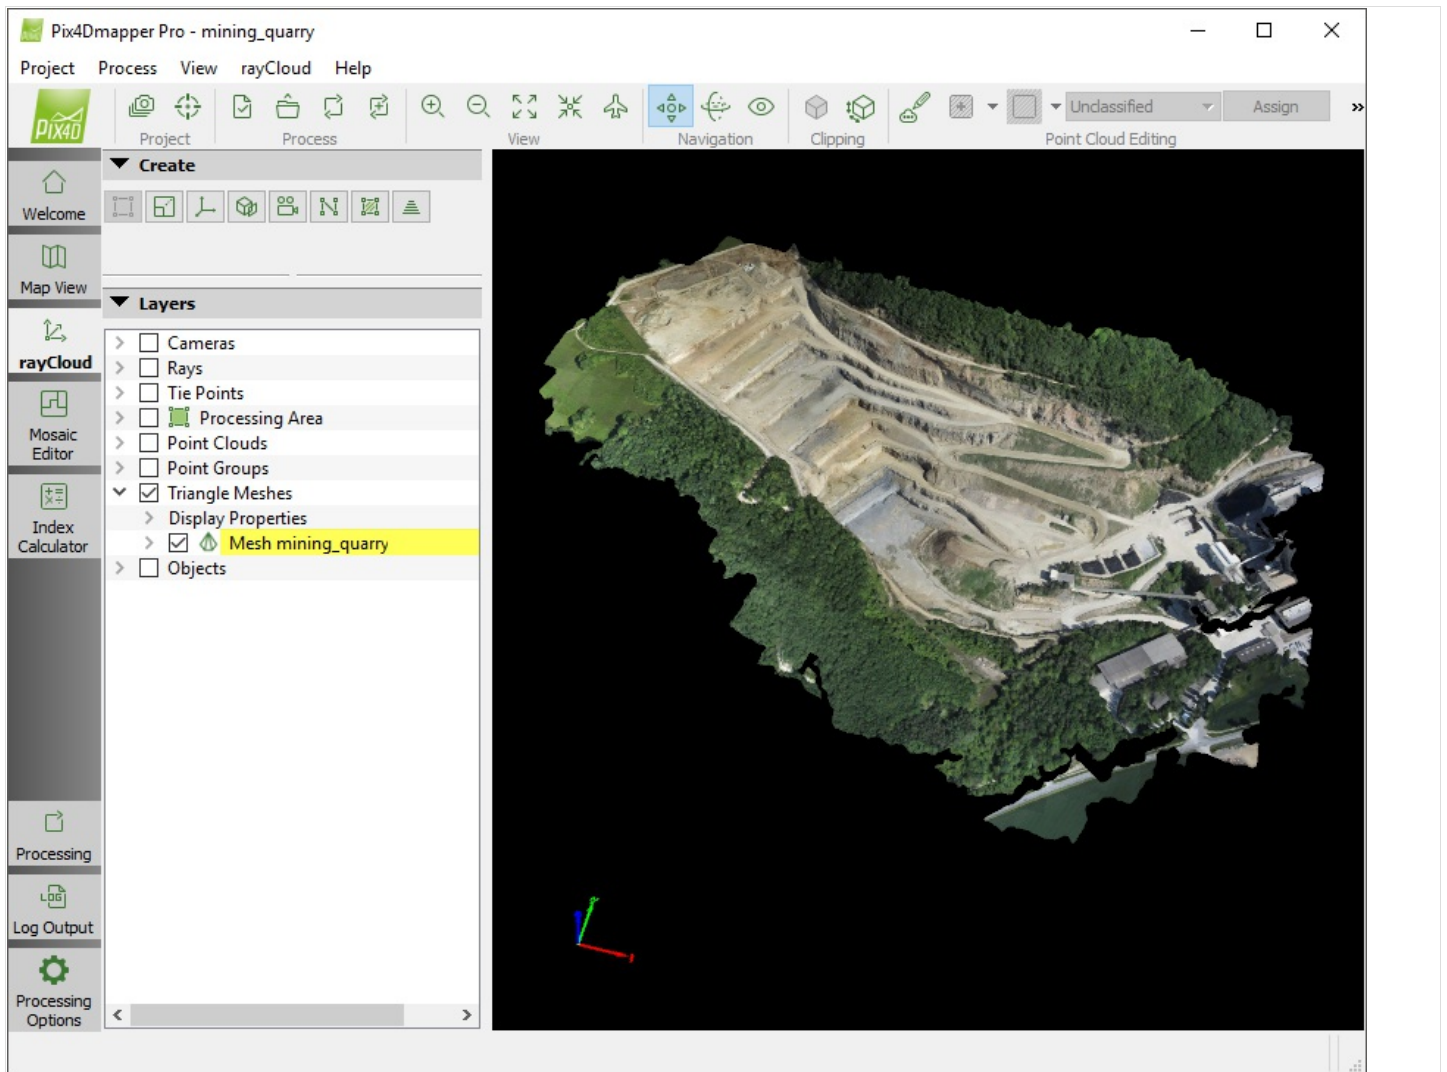 Pix4Dmapper Pro - mining_quarry
Project Process View rayCloud Help
PIX4D
Unclassified Assign »
Project Process View Navigation Clipping Point Cloud Editing
Create
Welcome
Map View
Layers
rayCloud
Cameras
Rays
Tie Points
Processing Area
Point Clouds
Point Groups
Triangle Meshes
Display Properties
Mesh mining_quarry
Objects
Mosaic
Editor
Index
Calculator
Processing
LOG
Log Output
Processing
Options